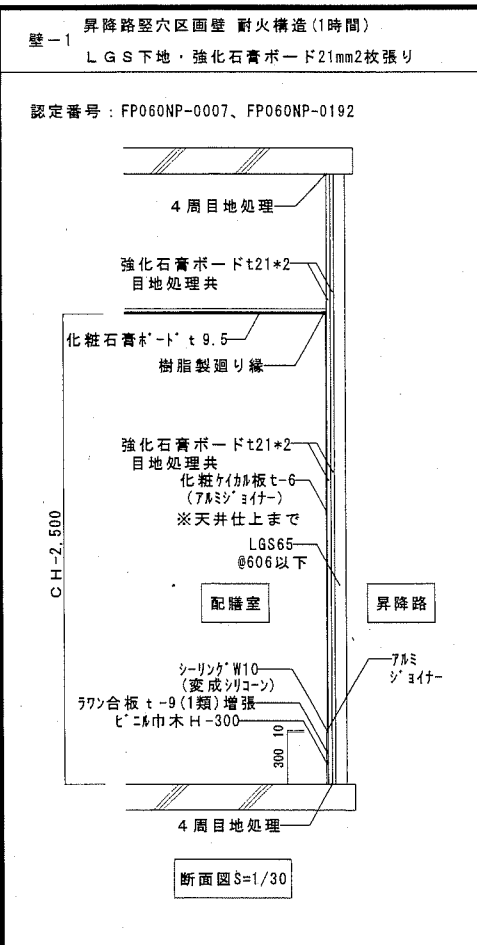 壁－1
昇降路竪穴区画壁 耐火構造(1時間)
LGS下地・強化石膏ボード21mm2枚張り
認定番号：FP060NP-0007、FP060NP-0192
4周目地処理
強化石膏ボードt21*2
目地処理共
化粧石膏ﾎﾞｰﾄﾞ t 9.5
樹脂製廻り縁
強化石膏ボードt21*2
目地処理共
化粧ｹｲｶﾙ板t-6
(ｱﾙﾐｼﾞｮｲﾅｰ)
※天井仕上まで
LGS65
@606以下
CH-2,500
配膳室
昇降路
ｱﾙﾐ
ｼﾞｮｲﾅｰ
ｼｰﾘﾝｸﾞW10
(変成ｼﾘｺｰﾝ)
ﾗﾜﾝ合板 t-9(1類)増張
ﾋﾞﾆﾙ巾木H-300
10
300
4周目地処理
断面図S=1/30